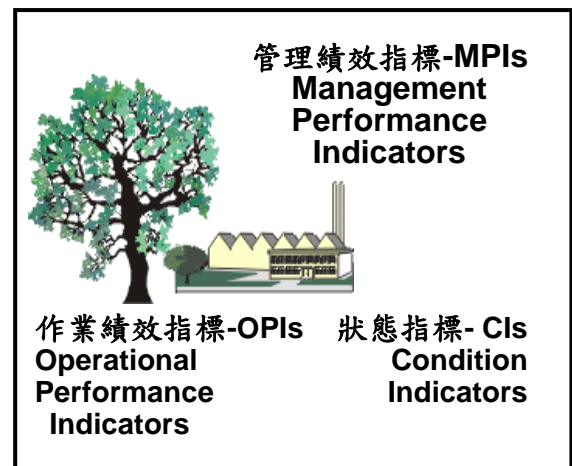 管理績效指標-MPIs
Management
Performance
Indicators
作業績效指標-OPIs
Operational
Performance
Indicators
狀態指標- CIs
Condition
Indicators